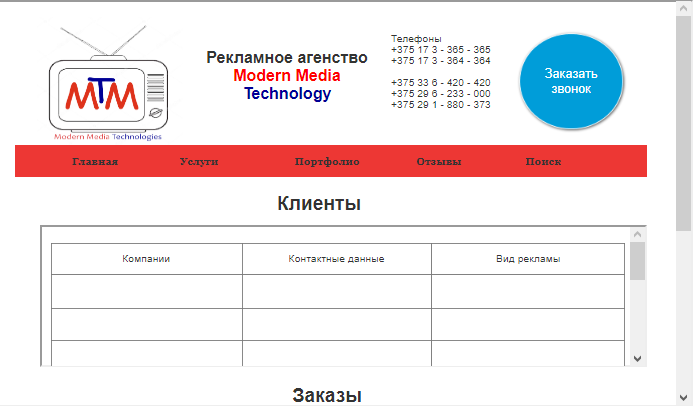 MTM
Modern Media Technologies
Рекламное агенство
Modern Media
Technology
Телефоны
+375 17 3 - 365 - 365
+375 17 3 - 364 - 364
+375 33 6 - 420 - 420
+375 29 6 - 233 - 000
+375 29 1 - 880 - 373
Заказать
звонок
Главная Услуги Портфолио Отзывы Поиск
Клиенты
Компании Контактные данные Вид рекламы
Заказы